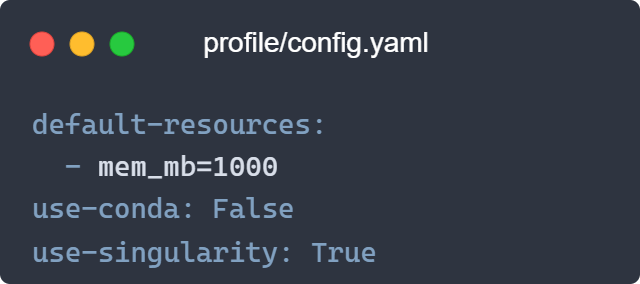 profile/config.yaml
default-resources:
  - mem_mb=1000
use-conda: False
use-singularity: True